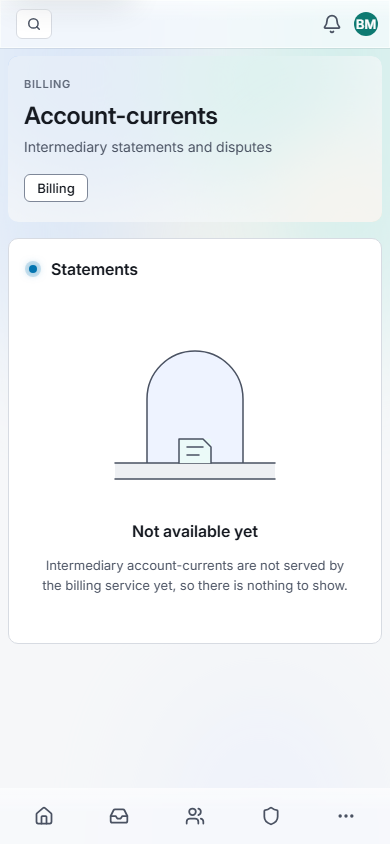 BM
BILLING
Account-currents
Intermediary statements and disputes
Billing
Statements
Not available yet
Intermediary account-currents are not served by
the billing service yet, so there is nothing to show.